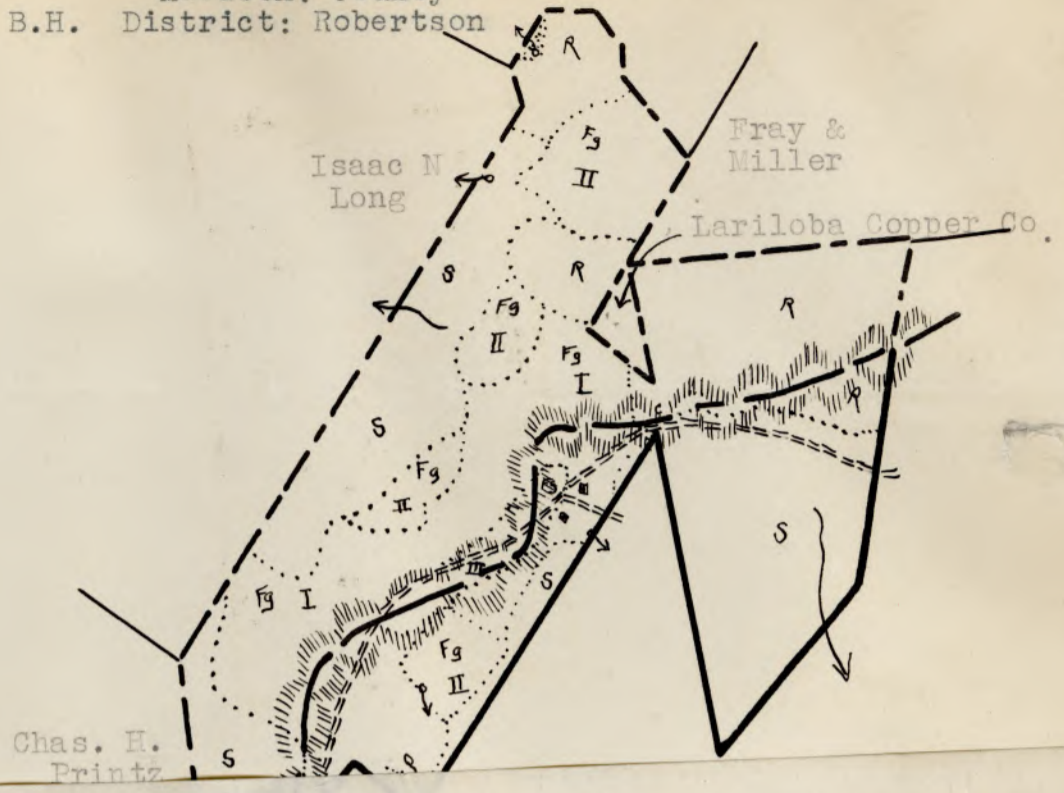 B.H. District: Robertson
R
Fg
II
Fray &
Miller
Isaac N
Long
Lariloba Copper Co.
S
R
Fg
II
R
Fg
I
R
S
Fg
II
S
Fg
I
S
Fg
II
Chas. H.
Printz
S